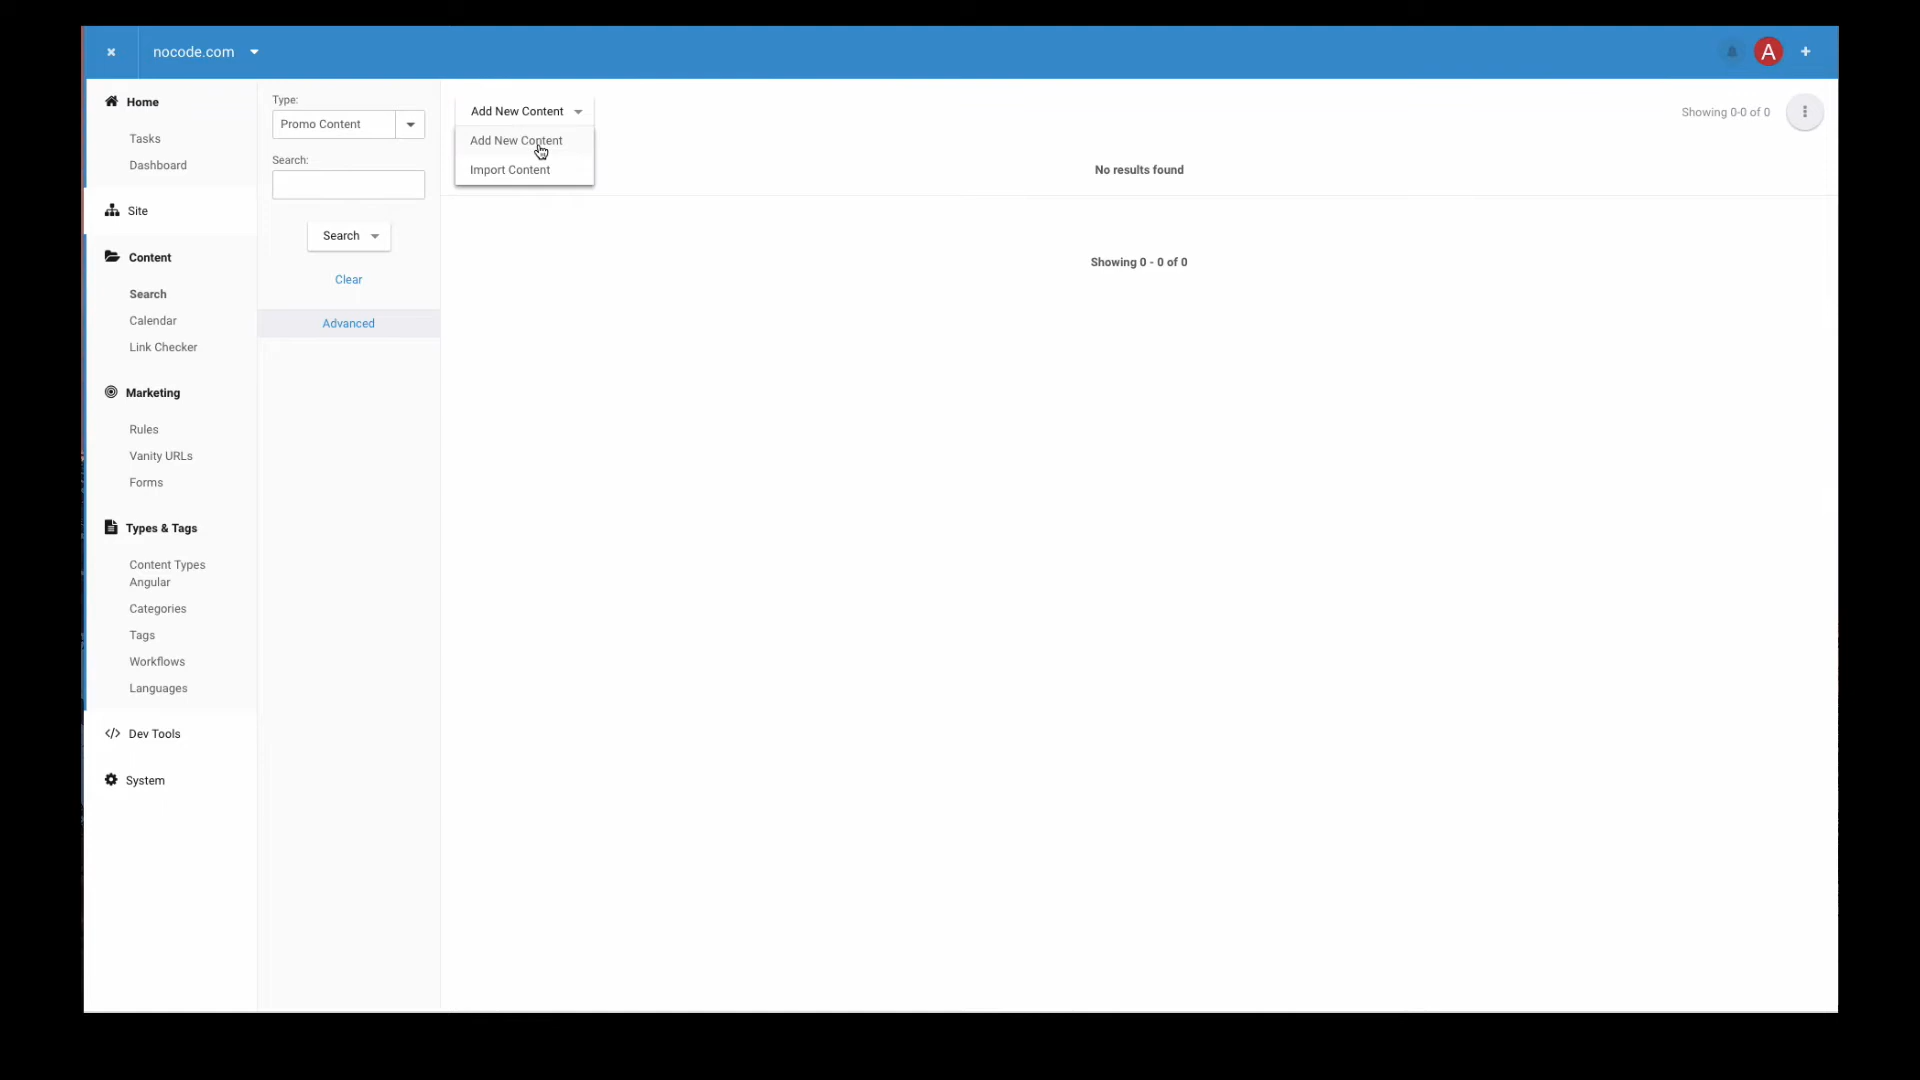 nocode.com
A
Home
Tasks
Dashboard
Site
Content
Search
Calendar
Link Checker
Marketing
Rules
Vanity URLs
Forms
Types & Tags
Content Types
Angular
Categories
Tags
Workflows
Languages
Dev Tools
System
Type:
Promo Content
Search:
Search
Clear
Advanced
Add New Content
Add New Content
Import Content
Showing 0-0 of 0
No results found
Showing 0 - 0 of 0